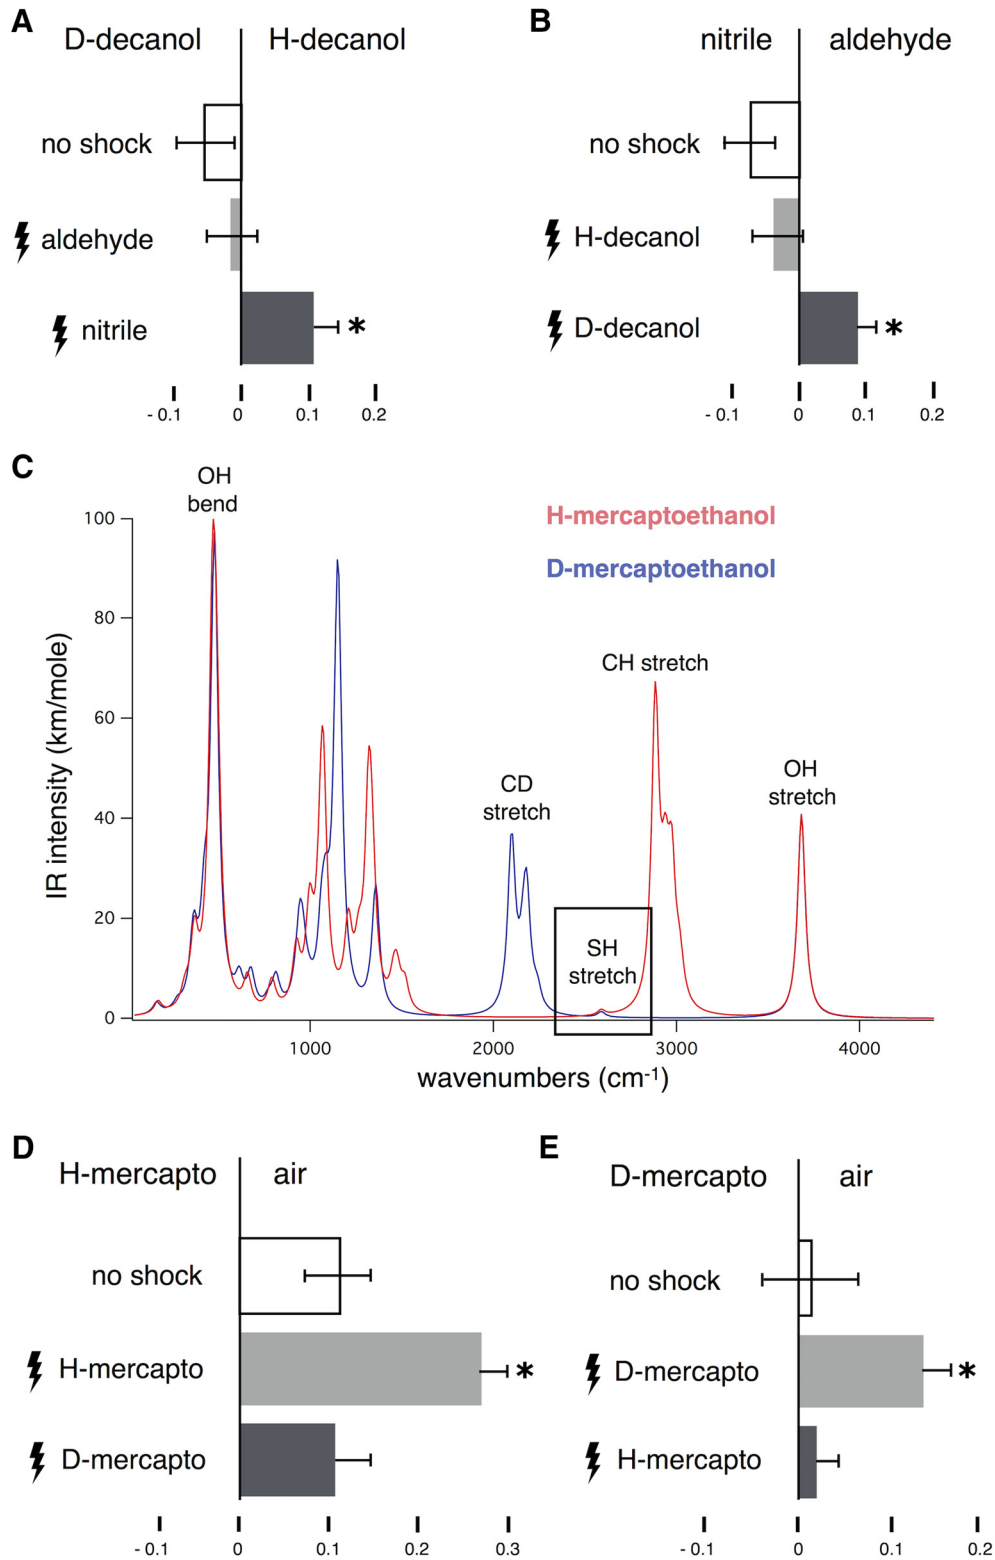 A
D-decanol H-decanol
no shock
aldehyde
nitrile
*
- 0.1 0 0.1 0.2
B
nitrile aldehyde
no shock
H-decanol
D-decanol
*
- 0.1 0 0.1 0.2
C
OH
bend
H-mercaptoethanol
D-mercaptoethanol
CH stretch
OH
stretch
CD
stretch
SH
stretch
IR intensity (km/mole)
100
80
60
40
20
0
1000 2000 3000 4000
wavenumbers (cm-1)
D
H-mercapto air
no shock
H-mercapto
*
D-mercapto
- 0.1 0 0.1 0.2 0.3
E
D-mercapto air
no shock
D-mercapto
*
H-mercapto
- 0.1 0 0.1 0.2